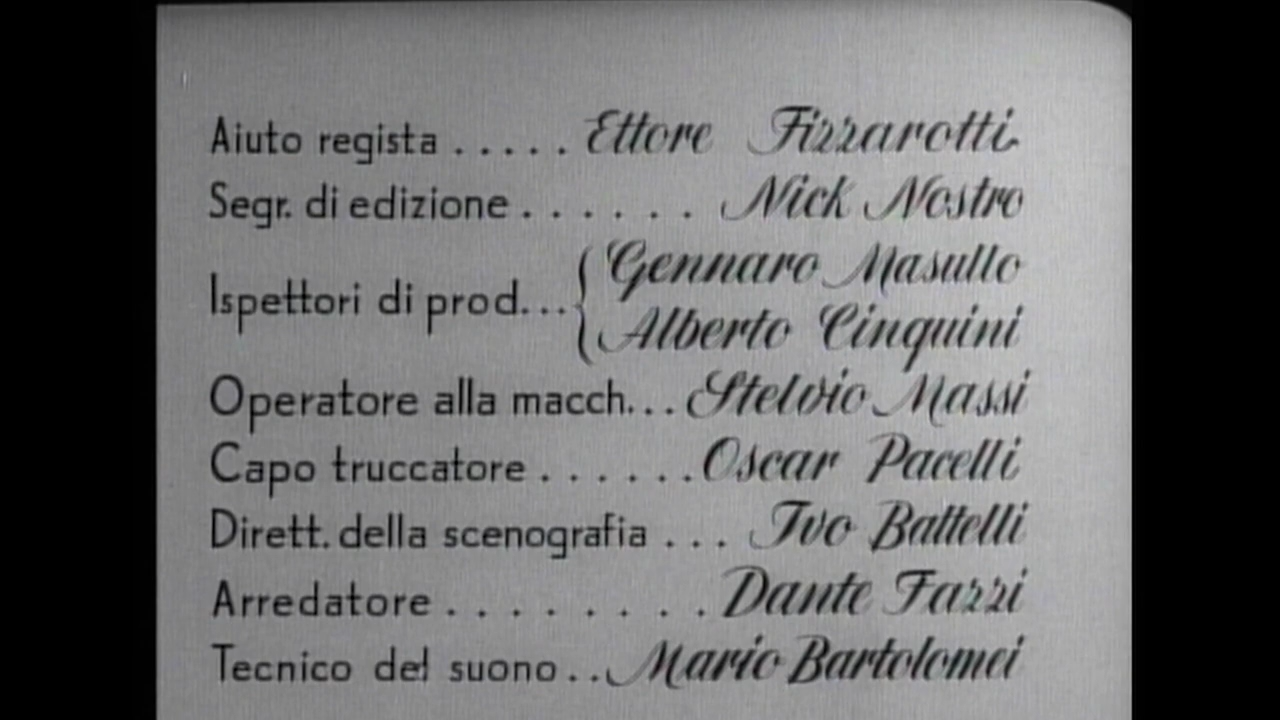 Aiuto regista ..... Ettore Fizzarotti
Segr. di edizione ...... Nick Nostro
Ispettori di prod... { Gennaro Masullo
Alberto Cinquini
Operatore alla macch... Stelvio Massi
Capo truccatore ...... Oscar Pacelli
Dirett. della scenografia ... Ivo Battelli
Arredatore ........ Dante Fazzi
Tecnico del suono .. Mario Bartolomei